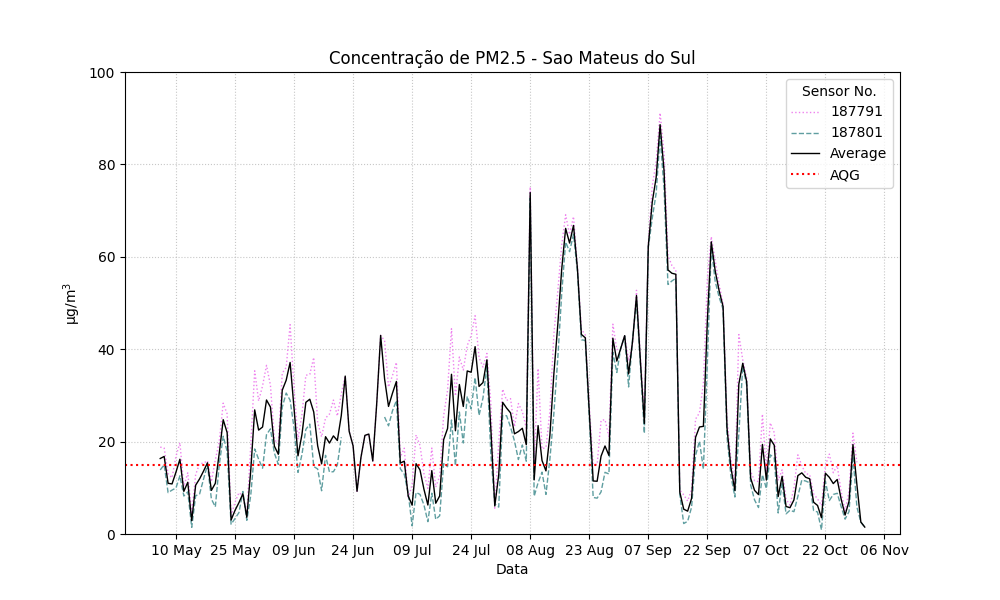 Concentração de PM2.5 - Sao Mateus do Sul
100
80
60
40
20
0
µg/m³
Sensor No.
187791
187801
Average
AQG
10 May 25 May 09 Jun 24 Jun 09 Jul 24 Jul 08 Aug 23 Aug 07 Sep 22 Sep 07 Oct 22 Oct 06 Nov
Data